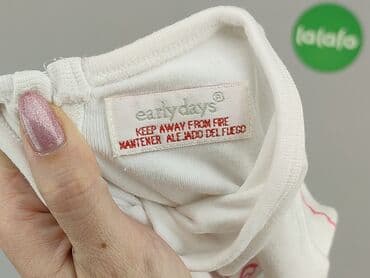 lalafo
earlydays®
KEEP AWAY FROM FIRE
MANTENER ALEJADO DEL FUEGO